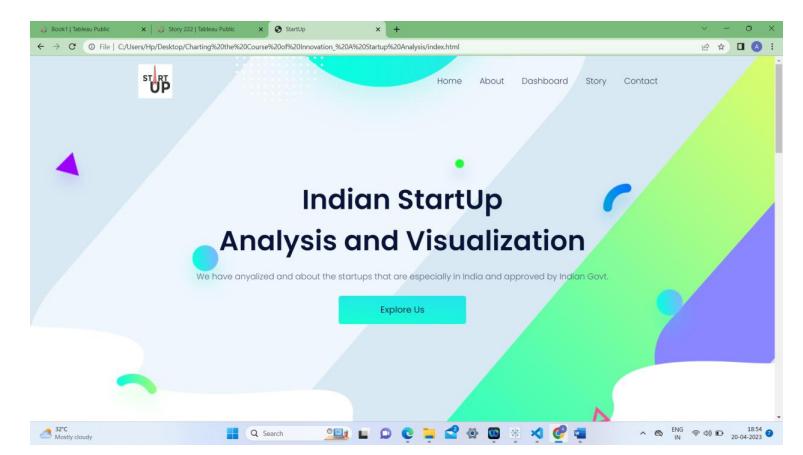 Book1 | Tableau Public
Story 222 | Tableau Public
StartUp
File | C:/Users/Hp/Desktop/Charting%20the%20Course%20of%20Innovation_%20A%20Startup%20Analysis/index.html
START
UP
Home About Dashboard Story Contact
Indian StartUp
Analysis and Visualization
We have anyalized and about the startups that are especially in India and approved by Indian Govt.
Explore Us
32°C
Mostly cloudy
Search
ENG
IN
18:54
20-04-2023